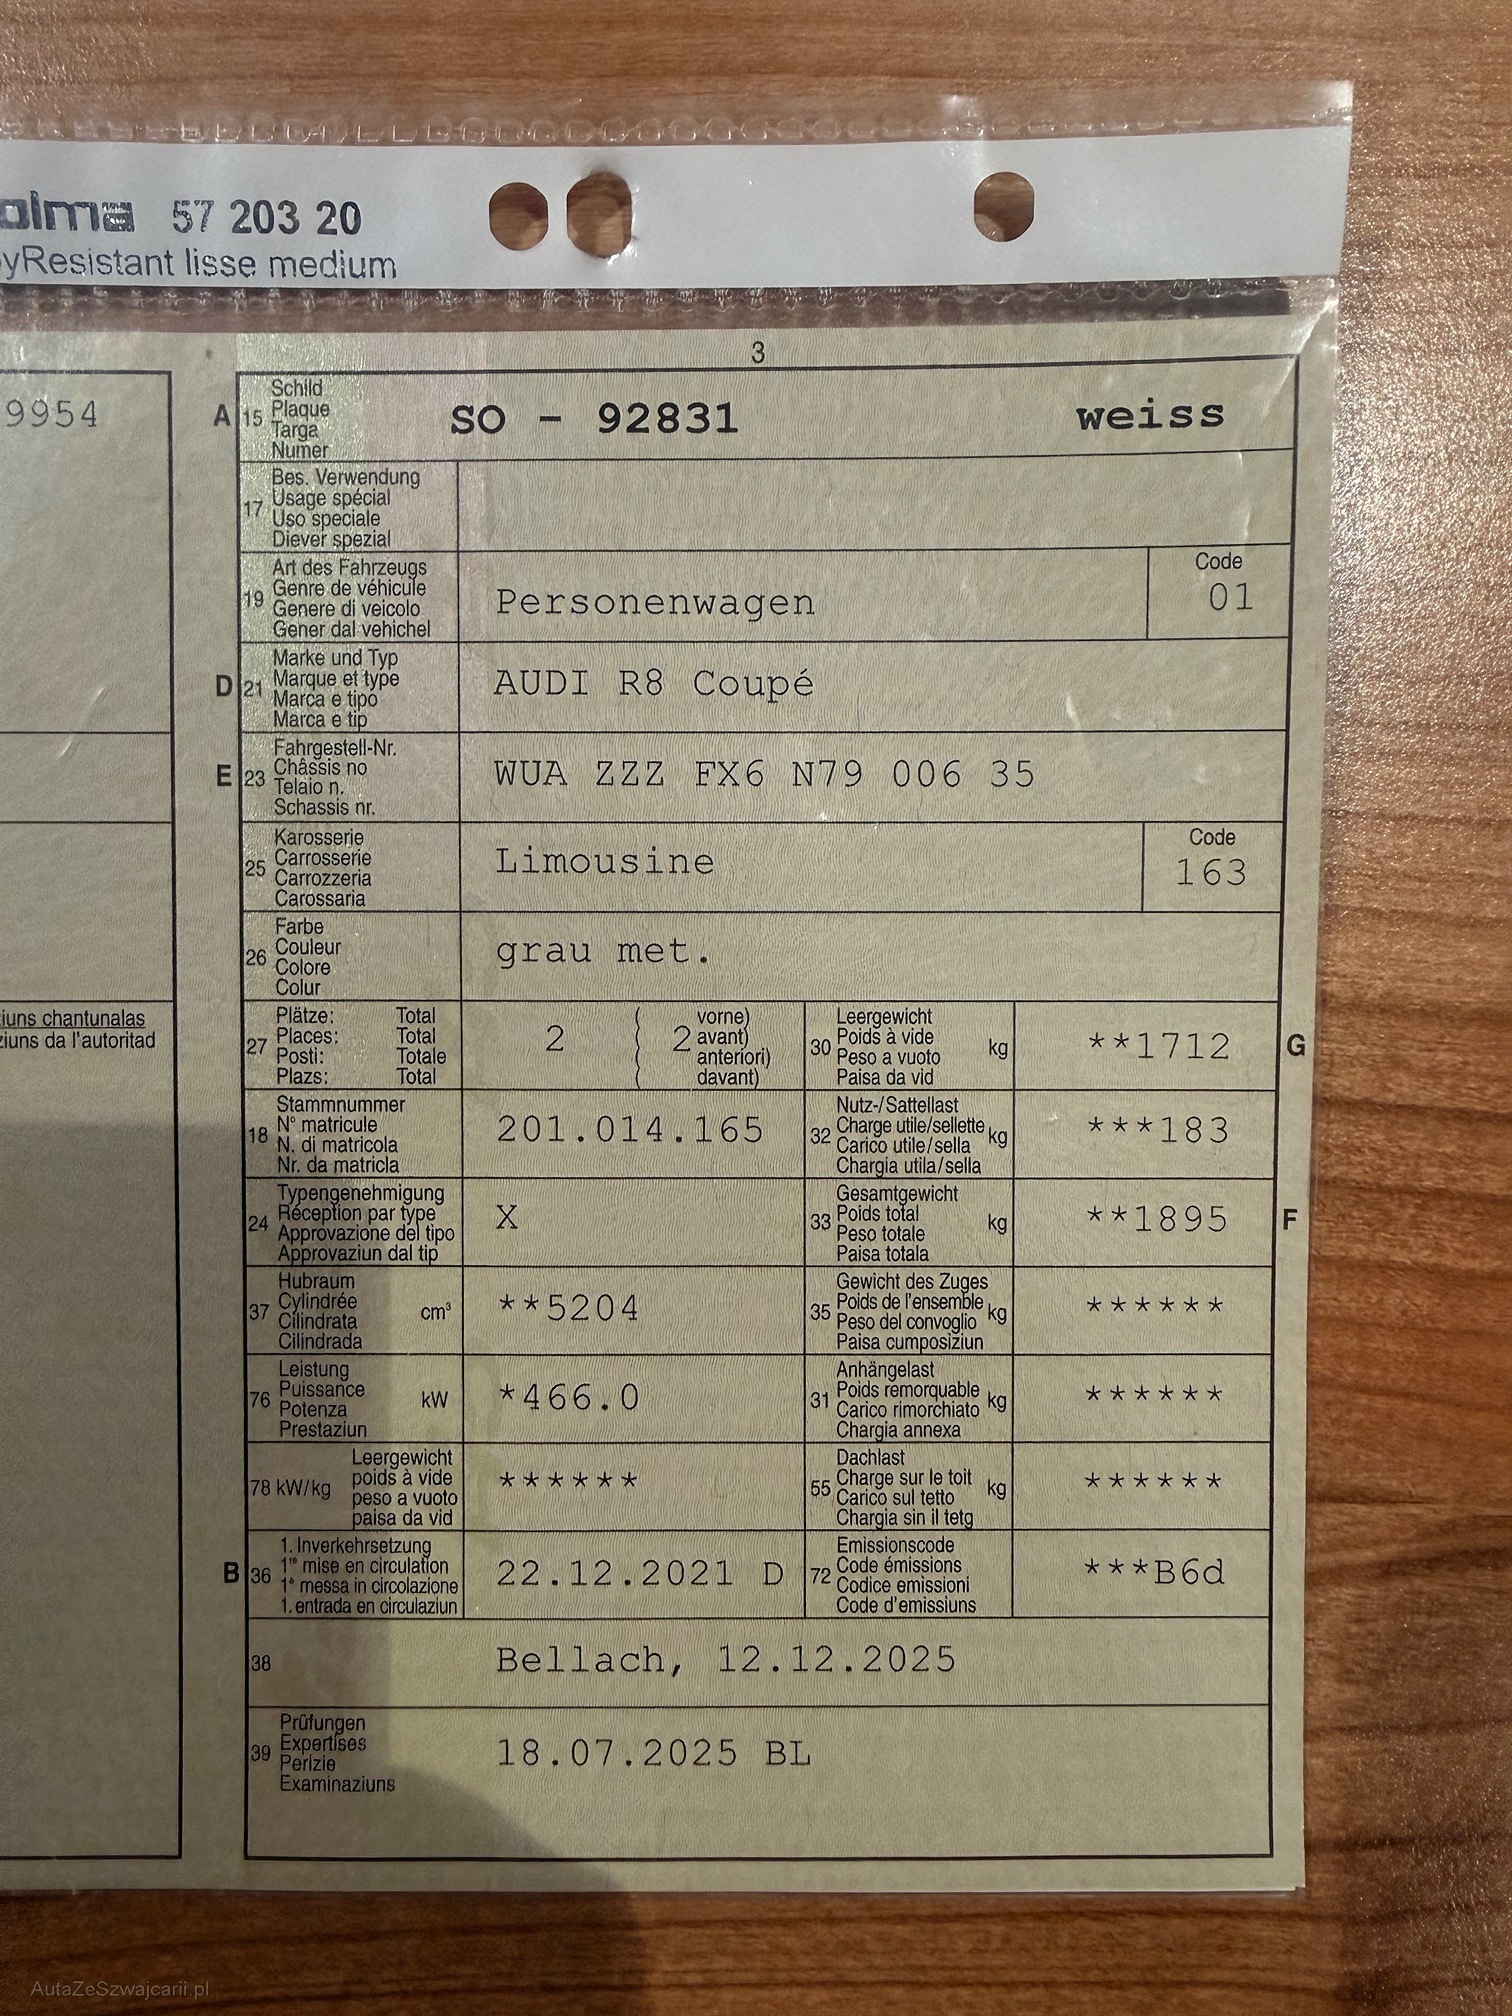 olma 57 203 20
yResistant lisse medium
3
9954
A 15 Schild
Plaque
Targa
Numer
SO - 92831 weiss
17 Bes. Verwendung
Usage spécial
Uso speciale
Diever spezial
19 Art des Fahrzeugs
Genre de véhicule
Genere di veicolo
Gener dal vehichel
Personenwagen
Code
01
D 21 Marke und Typ
Marque et type
Marca e tipo
Marca e tip
AUDI R8 Coupé
E 23 Fahrgestell-Nr.
Châssis no
Telaio n.
Schassis nr.
WUA ZZZ FX6 N79 006 35
25 Karosserie
Carrosserie
Carrozzeria
Carossaria
Limousine
Code
163
26 Farbe
Couleur
Colore
Colur
grau met.
iuns chantunalas
ziuns da l'autoritad
27 Plätze: Total
Places: Total
Posti: Totale
Plazs: Total
2 ( 2 vorne)
( avant)
( anteriori)
( davant)
30 Leergewicht
Poids à vide
Peso a vuoto
Paisa da vid
kg
**1712
G
18 Stammnummer
N° matricule
N. di matricola
Nr. da matricla
201.014.165
32 Nutz-/Sattellast
Charge utile/sellette
Carico utile/sella
Chargia utila/sella
kg
***183
24 Typengenehmigung
Réception par type
Approvazione del tipo
Approvaziun dal tip
X
33 Gesamtgewicht
Poids total
Peso totale
Paisa totala
kg
**1895
F
37 Hubraum
Cylindrée
Cilindrata
Cilindrada
cm³
**5204
35 Gewicht des Zuges
Poids de l'ensemble
Peso del convoglio
Paisa cumposiziun
kg
******
76 Leistung
Puissance
Potenza
Prestaziun
kW
*466.0
31 Anhängelast
Poids remorquable
Carico rimorchiato
Chargia annexa
kg
******
78 kW/kg Leergewicht
poids à vide
peso a vuoto
paisa da vid
******
55 Dachlast
Charge sur le toit
Carico sul tetto
Chargia sin il tetg
kg
******
B 36 1. Inverkehrsetzung
1re mise en circulation
1a messa in circolazione
1. entrada en circulaziun
22.12.2021 D
72 Emissionscode
Code émissions
Codice emissioni
Code d'emissiuns
***B6d
38 Bellach, 12.12.2025
39 Prüfungen
Expertises
Perizie
Examinaziuns
18.07.2025 BL
AutaZeSzwajcarii.pl